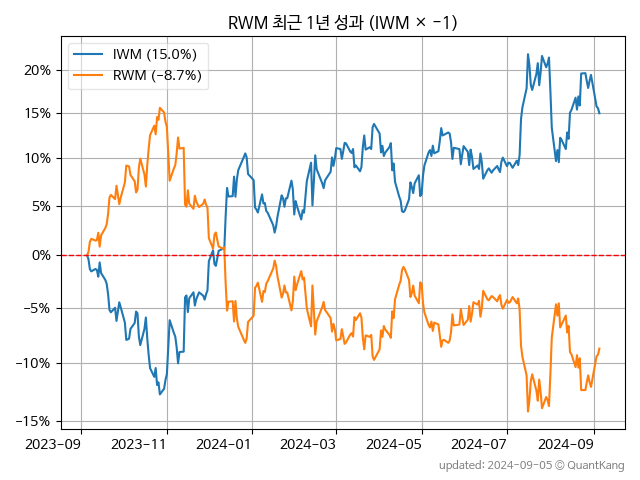 RWM 최근 1년 성과 (IWM × −1)
IWM (15.0%)
RWM (−8.7%)
20%
15%
10%
5%
0%
−5%
−10%
−15%
2023-09 2023-11 2024-01 2024-03 2024-05 2024-07 2024-09
updated: 2024-09-05 © QuantKang